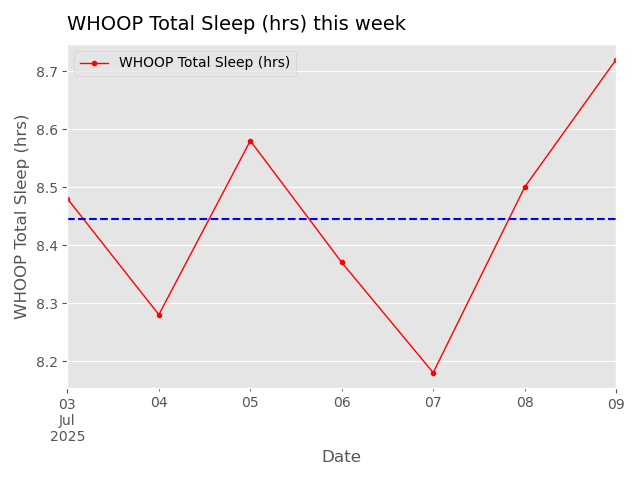 WHOOP Total Sleep (hrs) this week
WHOOP Total Sleep (hrs)
WHOOP Total Sleep (hrs)
8.7
8.6
8.5
8.4
8.3
8.2
03 04 05 06 07 08 09
Jul
2025
Date